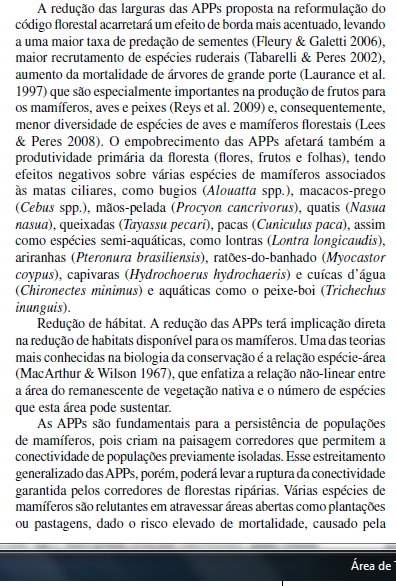 A redução das larguras das APPs proposta na reformulação do
código florestal acarretará um efeito de borda mais acentuado, levando
a uma maior taxa de predação de sementes (Fleury & Galetti 2006),
maior recrutamento de espécies ruderais (Tabarelli & Peres 2002),
aumento da mortalidade de árvores de grande porte (Laurance et al.
1997) que são especialmente importantes na produção de frutos para
os mamíferos, aves e peixes (Reys et al. 2009) e, consequentemente,
menor diversidade de espécies de aves e mamíferos florestais (Lees
& Peres 2008). O empobrecimento das APPs afetará também a
produtividade primária da floresta (flores, frutos e folhas), tendo
efeitos negativos sobre várias espécies de mamíferos associados
às matas ciliares, como bugios (Alouatta spp.), macacos-prego
(Cebus spp.), mãos-pelada (Procyon cancrivorus), quatis (Nasua
nasua), queixadas (Tayassu pecari), pacas (Cuniculus paca), assim
como espécies semi-aquáticas, como lontras (Lontra longicaudis),
ariranhas (Pteronura brasiliensis), ratões-do-banhado (Myocastor
coypus), capivaras (Hydrochoerus hydrochaeris) e cuícas d'água
(Chironectes minimus) e aquáticas como o peixe-boi (Trichechus
inunguis).
Redução de hábitat. A redução das APPs terá implicação direta
na redução de habitats disponível para os mamíferos. Uma das teorias
mais conhecidas na biologia da conservação é a relação espécie-área
(MacArthur & Wilson 1967), que enfatiza a relação não-linear entre
a área do remanescente de vegetação nativa e o número de espécies
que esta área pode sustentar.
As APPs são fundamentais para a persistência de populações
de mamíferos, pois criam na paisagem corredores que permitem a
conectividade de populações previamente isoladas. Esse estreitamento
generalizado das APPs, porém, poderá levar a ruptura da conectividade
garantida pelos corredores de florestas ripárias. Várias espécies de
mamíferos são relutantes em atravessar áreas abertas como plantações
ou pastagens, dado o risco elevado de mortalidade, causado pela
Área de